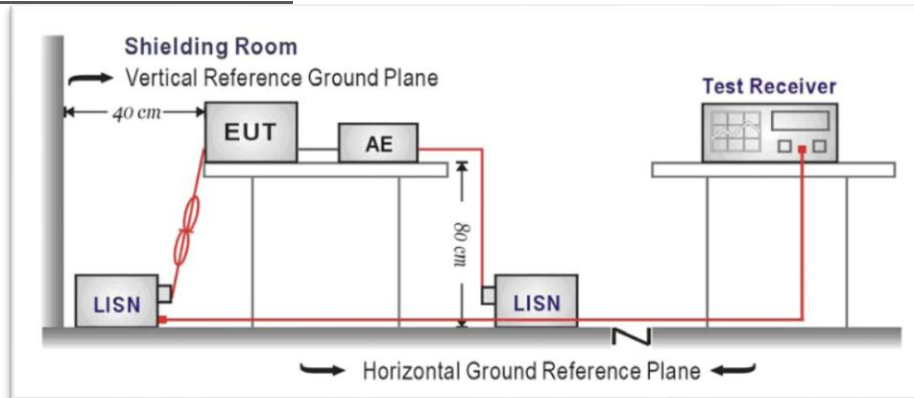 Shielding Room
Vertical Reference Ground Plane
40 cm
EUT
AE
Test Receiver
80 cm
LISN
LISN
Horizontal Ground Reference Plane